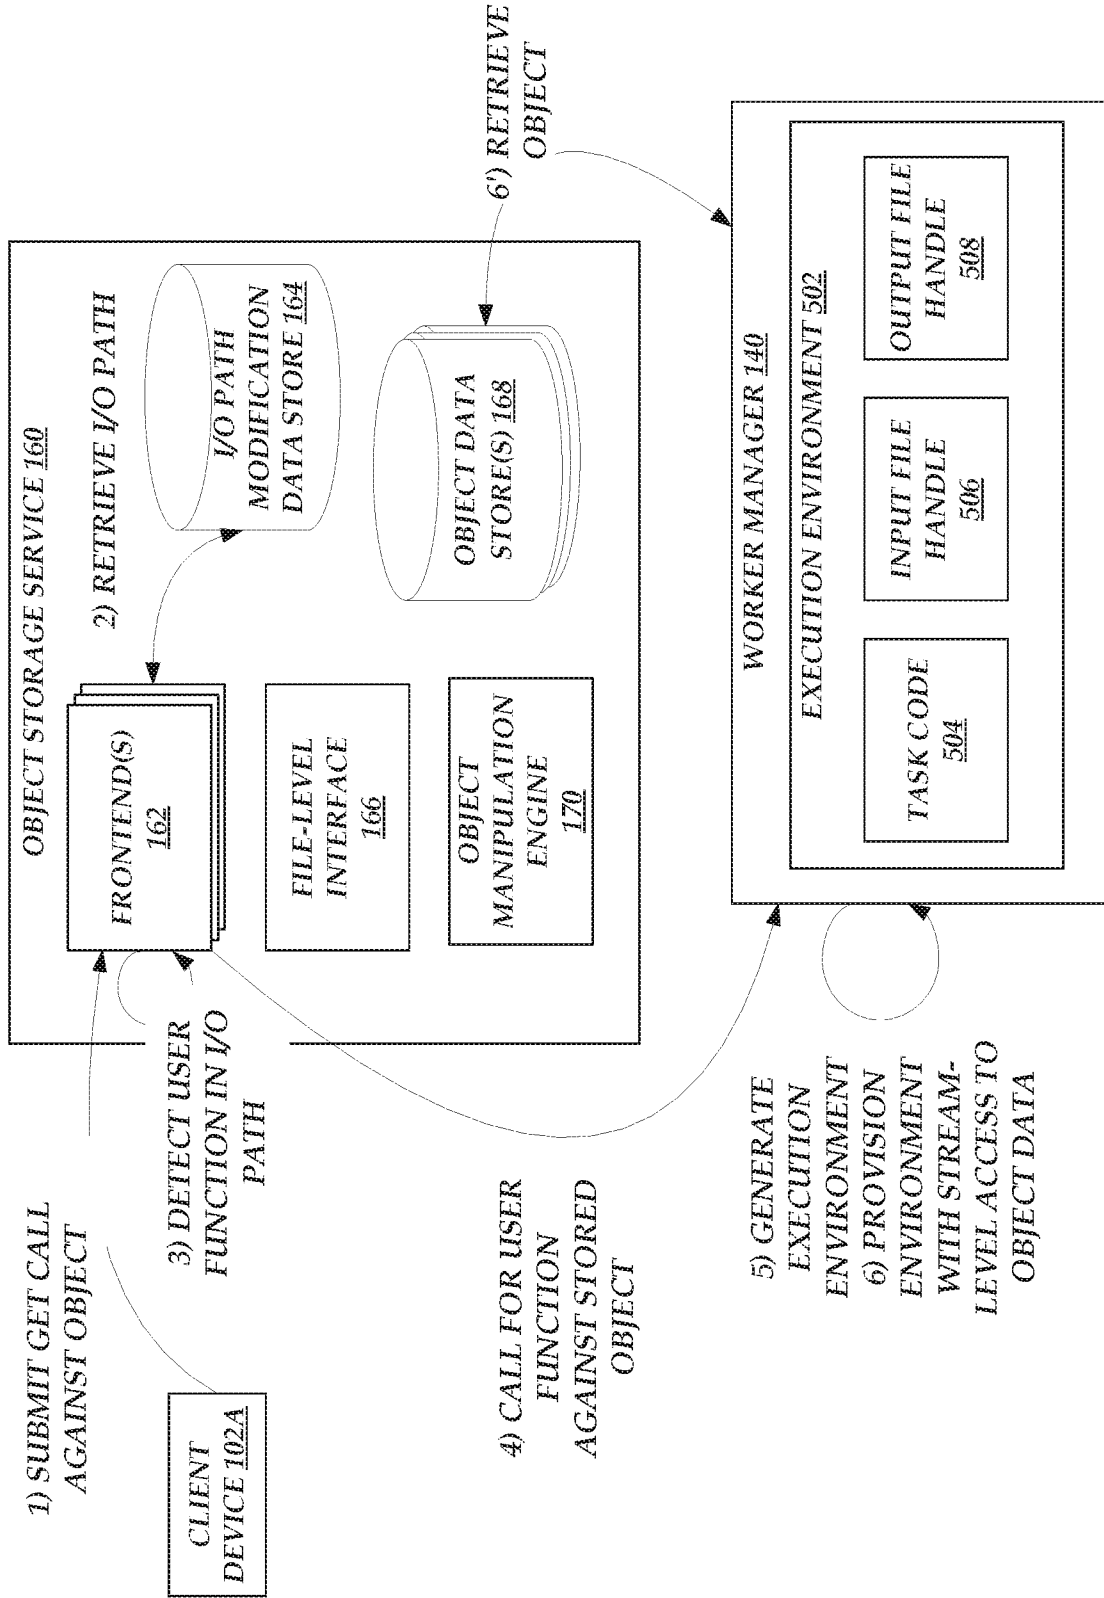 1) SUBMIT GET CALL
AGAINST OBJECT
CLIENT
DEVICE 102A
OBJECT STORAGE SERVICE 160
FRONTEND(S)
162
2) RETRIEVE I/O PATH
I/O PATH
MODIFICATION
DATA STORE 164
3) DETECT USER
FUNCTION IN I/O
PATH
FILE-LEVEL
INTERFACE
166
OBJECT DATA
STORE(S) 168
OBJECT
MANIPULATION
ENGINE
170
6') RETRIEVE
OBJECT
4) CALL FOR USER
FUNCTION
AGAINST STORED
OBJECT
5) GENERATE
EXECUTION
ENVIRONMENT
6) PROVISION
ENVIRONMENT
WITH STREAM-
LEVEL ACCESS TO
OBJECT DATA
WORKER MANAGER 140
EXECUTION ENVIRONMENT 502
TASK CODE
504
INPUT FILE
HANDLE
506
OUTPUT FILE
HANDLE
508